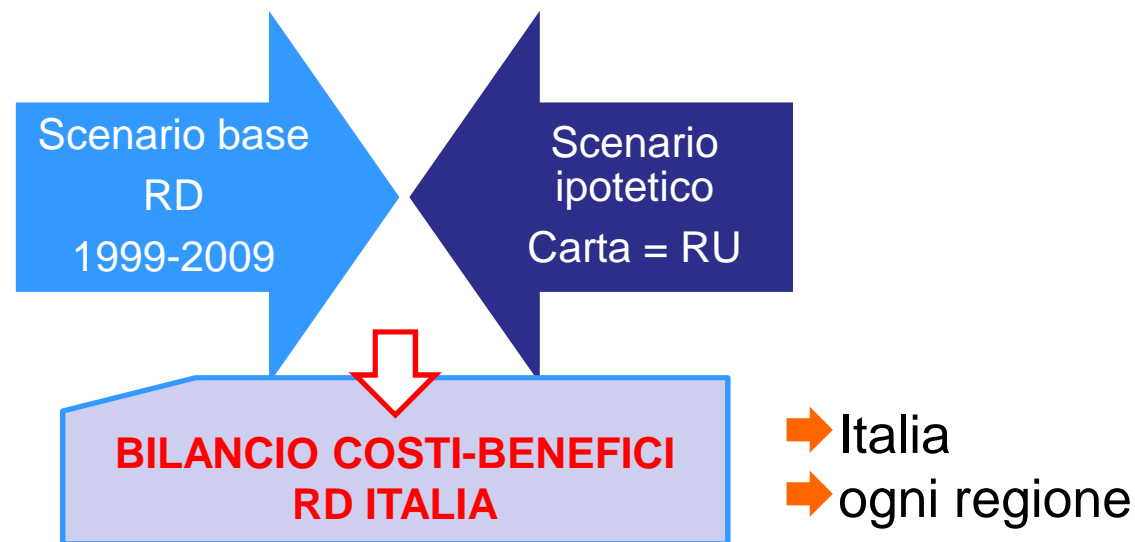 Scenario base
RD
1999-2009
Scenario
ipotetico
Carta = RU
BILANCIO COSTI-BENEFICI
RD ITALIA
Italia
ogni regione